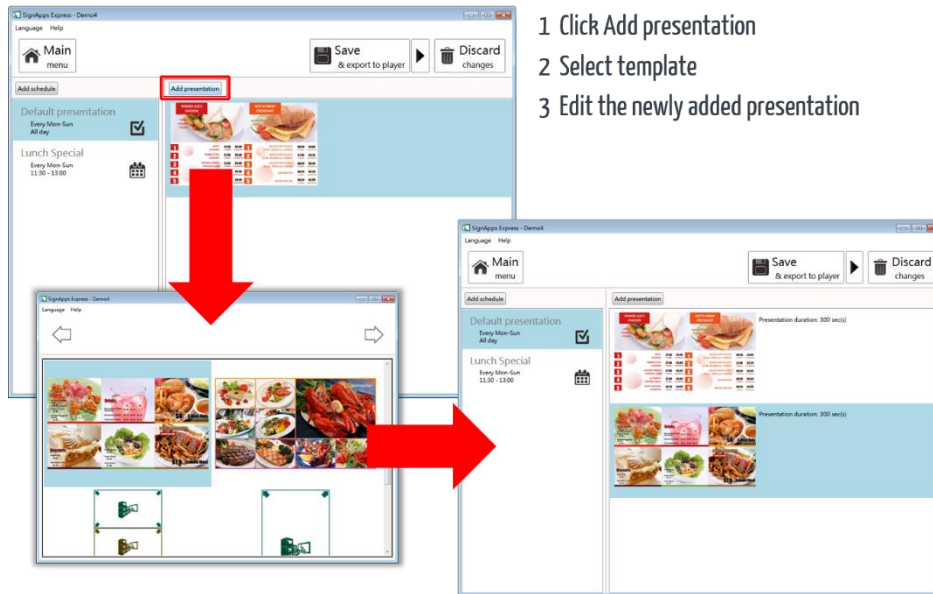 1 Click Add presentation
2 Select template
3 Edit the newly added presentation
SignApps Express - Demo4
Language Help
Main
menu
Save
& export to player
Discard
changes
Add schedule
Add presentation
Default presentation
Every Mon-Sun
All day
Lunch Special
Every Mon-Sun
11:30 - 13:00
SignApps Express - Demo4
Language Help
SignApps Express - Demo4
Language Help
Main
menu
Save
& export to player
Discard
changes
Add schedule
Add presentation
Default presentation
Every Mon-Sun
All day
Lunch Special
Every Mon-Sun
11:30 - 13:00
Presentation duration: 300 sec(s)
Presentation duration: 300 sec(s)